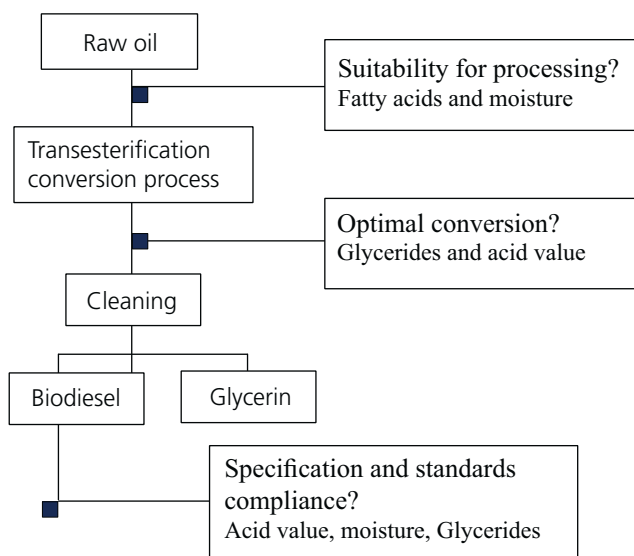 Raw oil
Suitability for processing?
Fatty acids and moisture
Transesterification
conversion process
Optimal conversion?
Glycerides and acid value
Cleaning
Biodiesel
Glycerin
Specification and standards
compliance?
Acid value, moisture, Glycerides